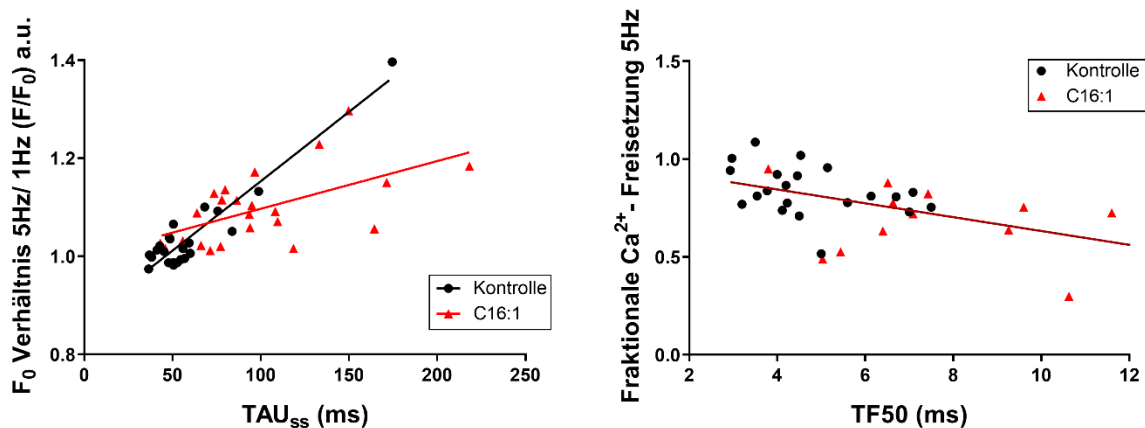 F₀ Verhältnis 5Hz/ 1Hz (F/F₀) a.u.
1.4
1.2
1.0
0.8
0
50
100
150
200
250
TAUss (ms)
Kontrolle
C16:1
Fraktionale Ca²⁺- Freisetzung 5Hz
1.5
1.0
0.5
0.0
2
4
6
8
10
12
TF50 (ms)
Kontrolle
C16:1